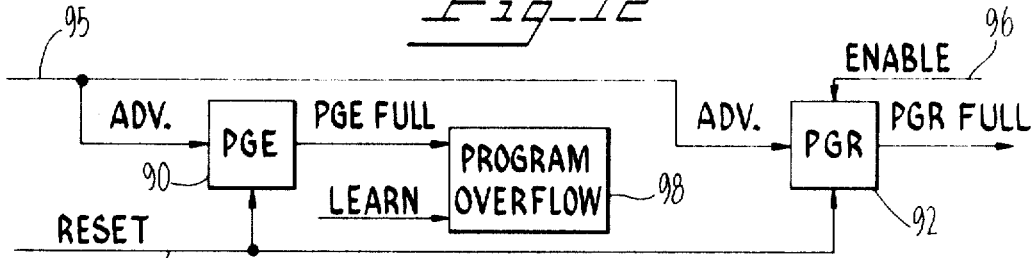 95
96
ENABLE
ADV.
PGE
PGE FULL
ADV.
PGR
PGR FULL
90
PROGRAM
OVERFLOW
98
LEARN
92
RESET